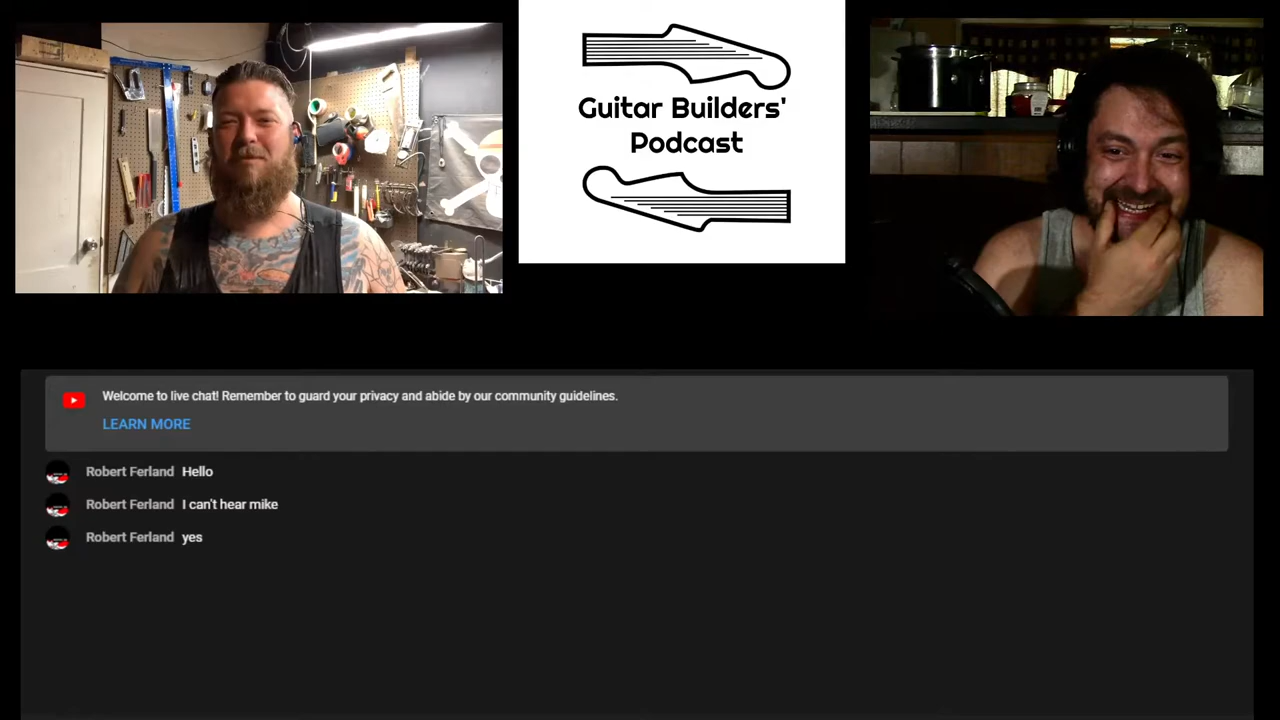 Guitar Builders'
Podcast
Welcome to live chat! Remember to guard your privacy and abide by our community guidelines.
LEARN MORE
Robert Ferland Hello
Robert Ferland I can't hear mike
Robert Ferland yes